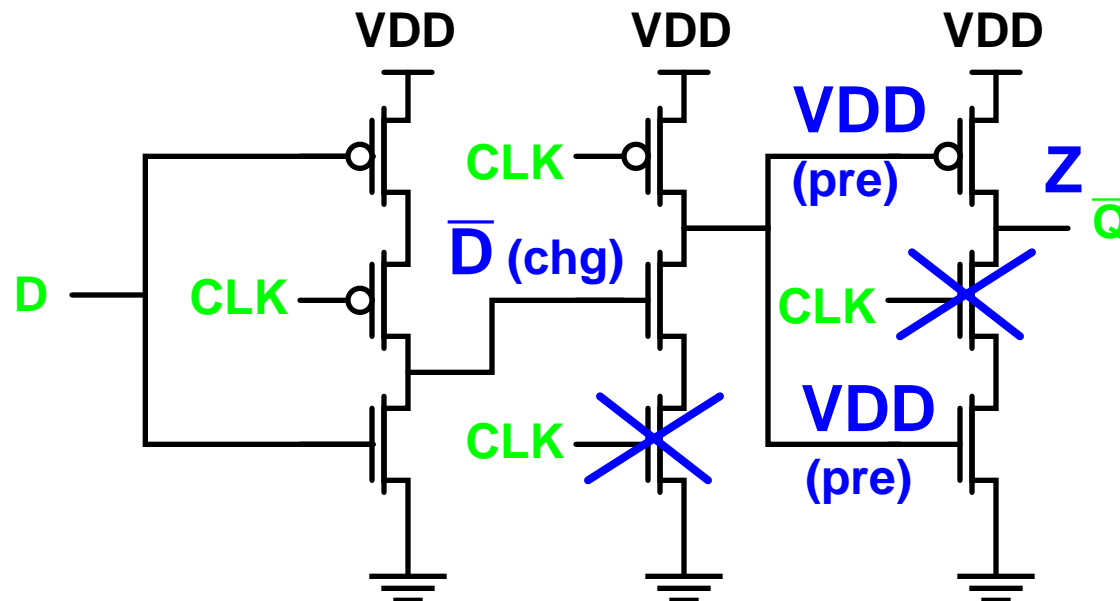 VDD
VDD
VDD
VDD
(pre)
CLK
Z
Q̅
D̅ (chg)
D
CLK
CLK
VDD
(pre)
CLK